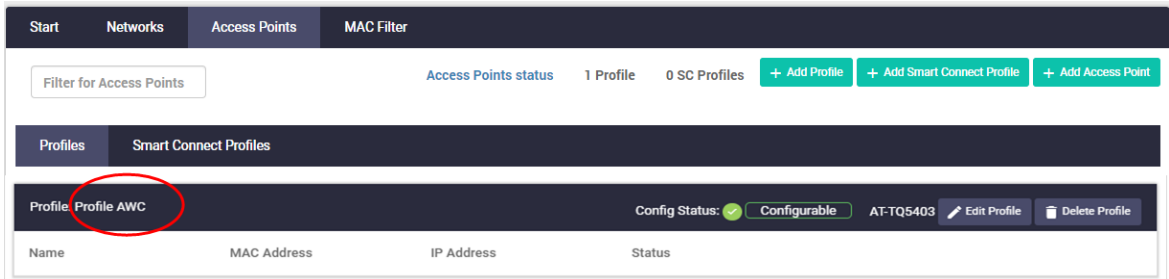 Start Networks Access Points MAC Filter
Filter for Access Points Access Points status 1 Profile 0 SC Profiles + Add Profile + Add Smart Connect Profile + Add Access Point
Profiles Smart Connect Profiles
Profile: Profile AWC Config Status: Configurable AT-TQ5403 Edit Profile Delete Profile
Name MAC Address IP Address Status